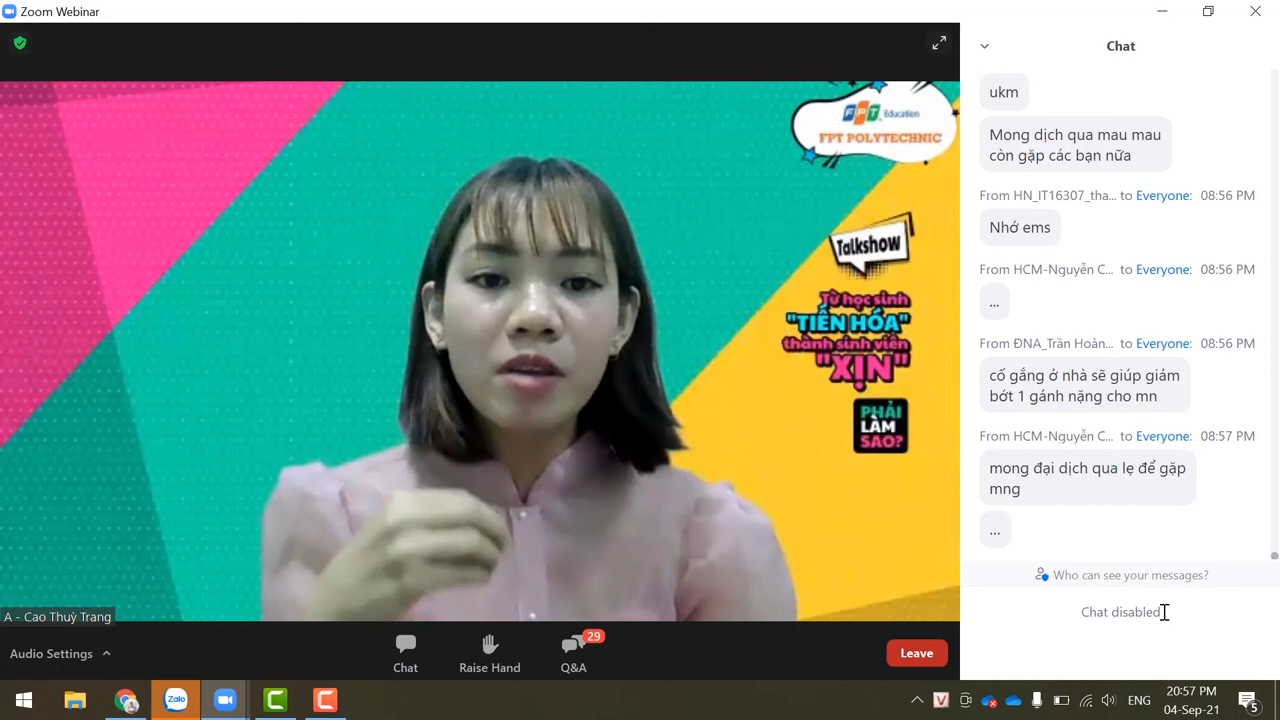 Zoom Webinar
FPT Education
FPT POLYTECHNIC
Talkshow
Từ học sinh
"TIẾN HÓA"
thành sinh viên
"XỊN"
PHẢI
LÀM
SAO?
A - Cao Thuỳ Trang
Chat
ukm
Mong dịch qua mau mau
còn gặp các bạn nữa
From HN_IT16307_tha... to Everyone: 08:56 PM
Nhớ ems
From HCM-Nguyễn C... to Everyone: 08:56 PM
...
From ĐNA_Trần Hoàn... to Everyone: 08:56 PM
cố gắng ở nhà sẽ giúp giảm
bớt 1 gánh nặng cho mn
From HCM-Nguyễn C... to Everyone: 08:57 PM
mong đại dịch qua lẹ để gặp
mng
...
Who can see your messages?
Chat disabled
Audio Settings
Chat
Raise Hand
29
Q&A
Leave
Zalo
C
C
V
ENG
20:57 PM
04-Sep-21
5